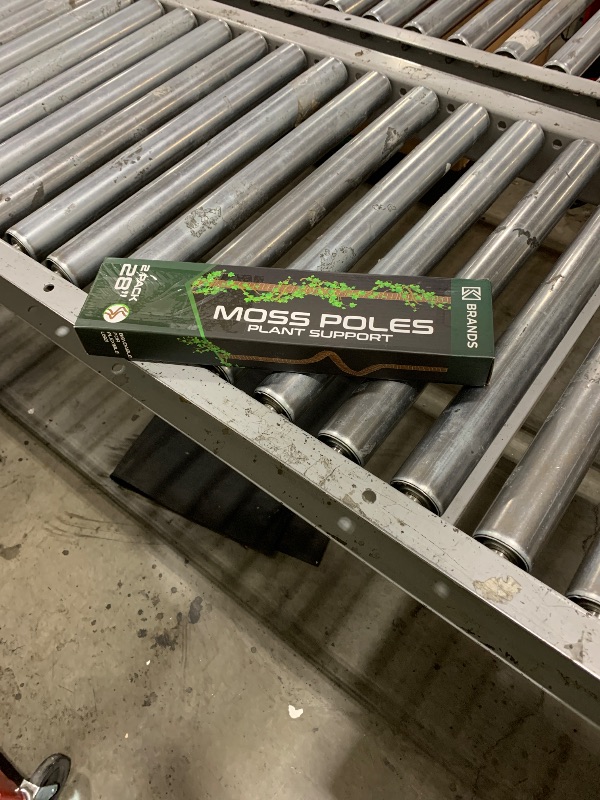 2 PACK
28"
MOSS POLES
PLANT SUPPORT
BRANDS